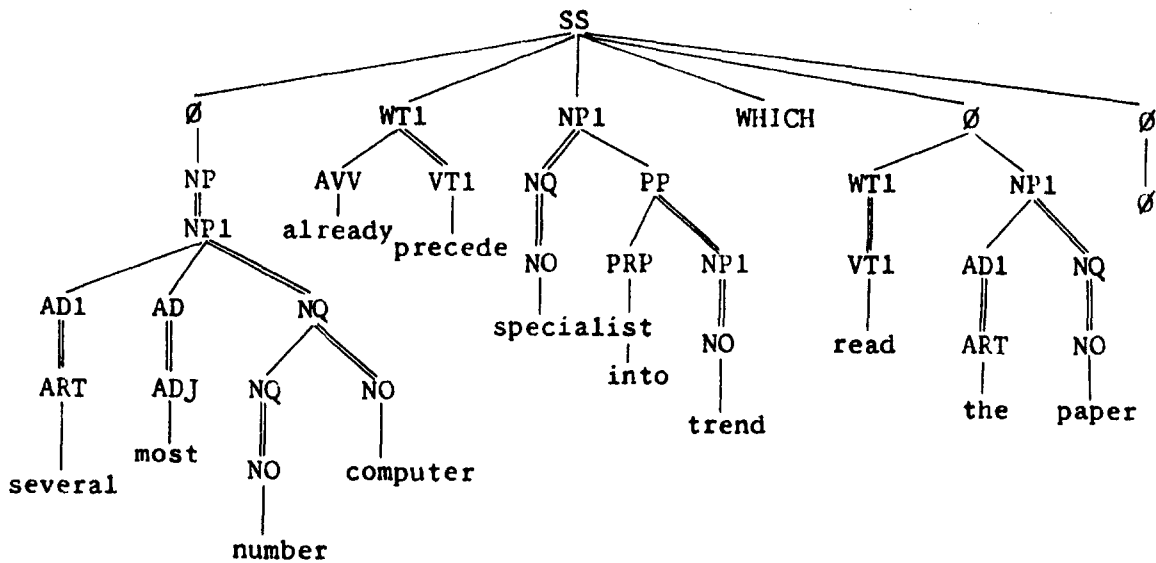 SS
Ø WT1 NP1 WHICH Ø Ø
NP AVV VT1 NQ PP WT1 NP1 Ø
already precede
NP1 NO PRP NP1 VT1 AD1 NQ
AD1 AD NQ specialist NO read ART NO
into
ART ADJ NQ NO trend the paper
several most NO computer
number